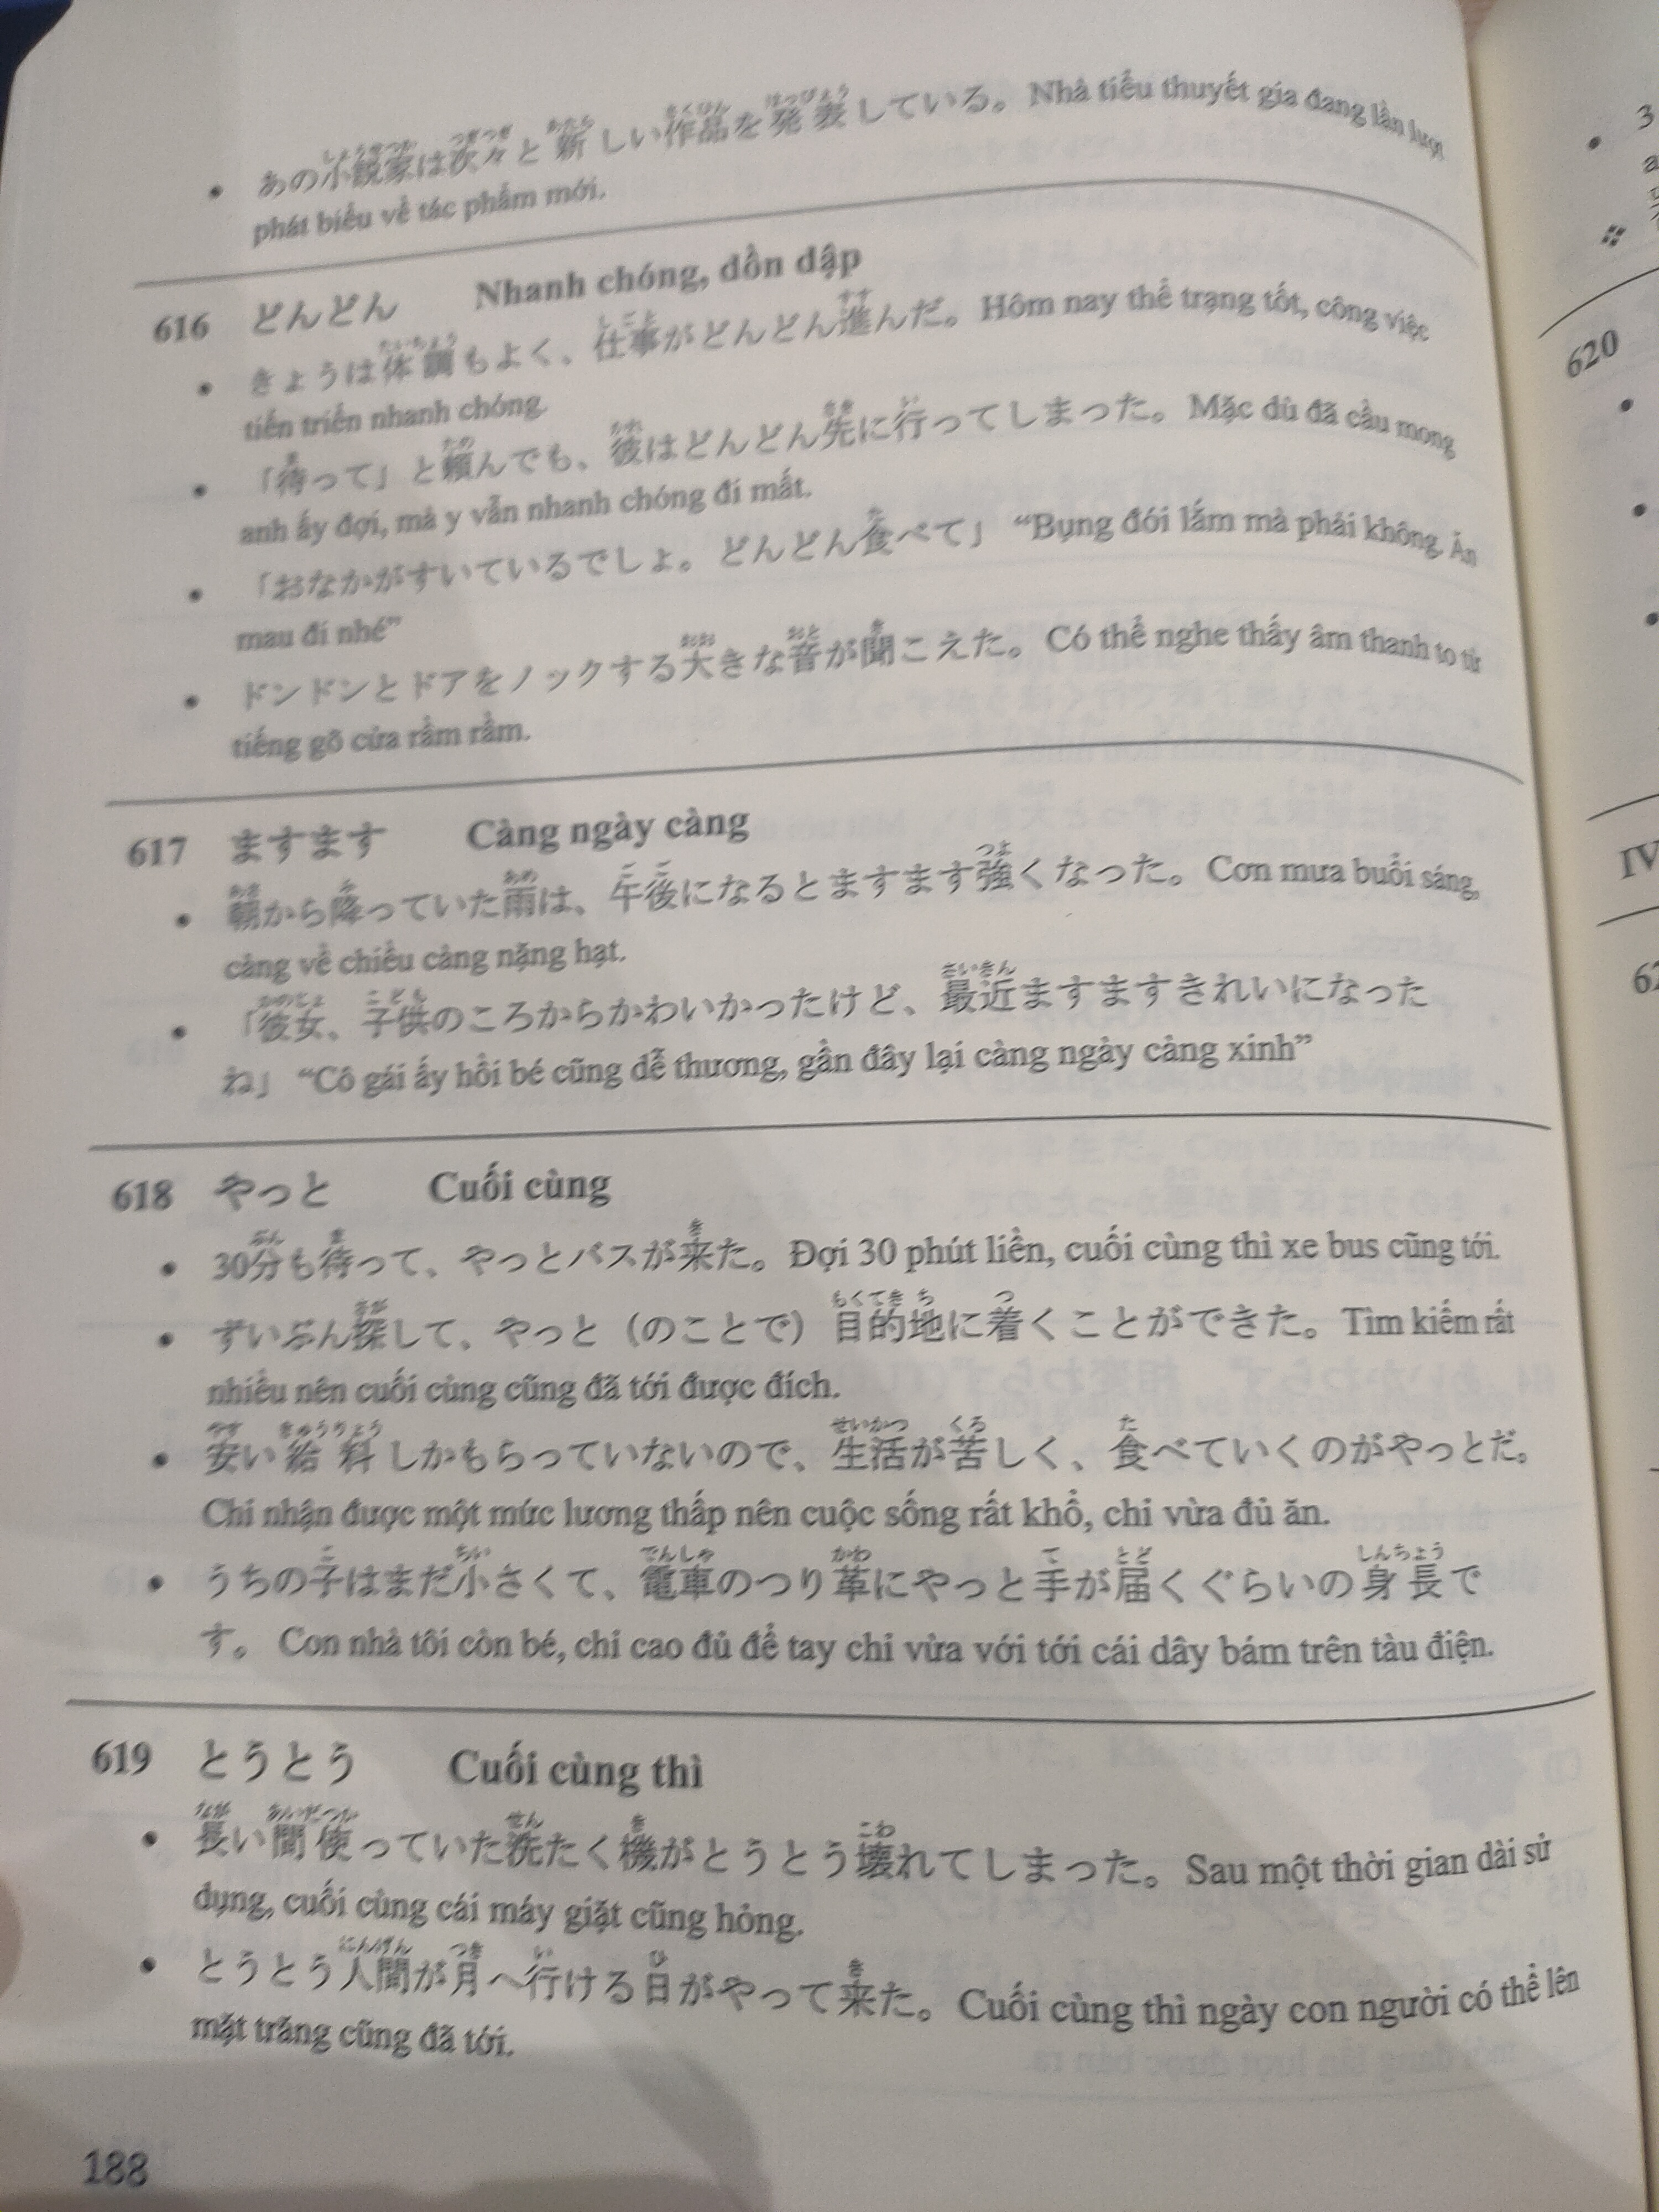 あの小説家は次々と新しい作品を発表している。Nhà tiểu thuyết gia đang lần lượt
phát biểu về tác phẩm mới.
616 どんどん Nhanh chóng, dồn dập
きょうは体調もよく、仕事がどんどん進んだ。Hôm nay thể trạng tốt, công việc
tiến triển nhanh chóng.
「待って」と頼んでも、彼はどんどん先に行ってしまった。Mặc dù đã cầu mong
anh ấy đợi, mà y vẫn nhanh chóng đi mất.
「おなかがすいているでしょ。どんどん食べて」 “Bụng đói lắm mà phải không. Ăn
mau đi nhé”
ドンドンとドアをノックする大きな音が聞こえた。Có thể nghe thấy âm thanh to từ
tiếng gõ cửa rầm rầm.
617 ますます Càng ngày càng
朝から降っていた雨は、午後になるとますます強くなった。Cơn mưa buổi sáng,
càng về chiều càng nặng hạt.
「彼女、子供のころからかわいかったけど、最近ますますきれいになった
ね」 “Cô gái ấy hồi bé cũng dễ thương, gần đây lại càng ngày càng xinh”
618 やっと Cuối cùng
30分も待って、やっとバスが来た。Đợi 30 phút liền, cuối cùng thì xe bus cũng tới.
ずいぶん探して、やっと（のことで）目的地に着くことができた。Tìm kiếm rất
nhiều nên cuối cùng cũng đã tới được đích.
安い給料しかもらっていないので、生活が苦しく、食べていくのがやっとだ。
Chỉ nhận được một mức lương thấp nên cuộc sống rất khổ, chỉ vừa đủ ăn.
うちの子はまだ小さくて、電車のつり革にやっと手が届くぐらいの身長で
す。 Con nhà tôi còn bé, chỉ cao đủ để tay chỉ vừa với tới cái dây bám trên tàu điện.
619 とうとう Cuối cùng thì
長い間使っていた洗たく機がとうとう壊れてしまった。Sau một thời gian dài sử
dụng, cuối cùng cái máy giặt cũng hỏng.
とうとう人間が月へ行ける日がやって来た。Cuối cùng thì ngày con người có thể lên
mặt trăng cũng đã tới.
188
620
IV